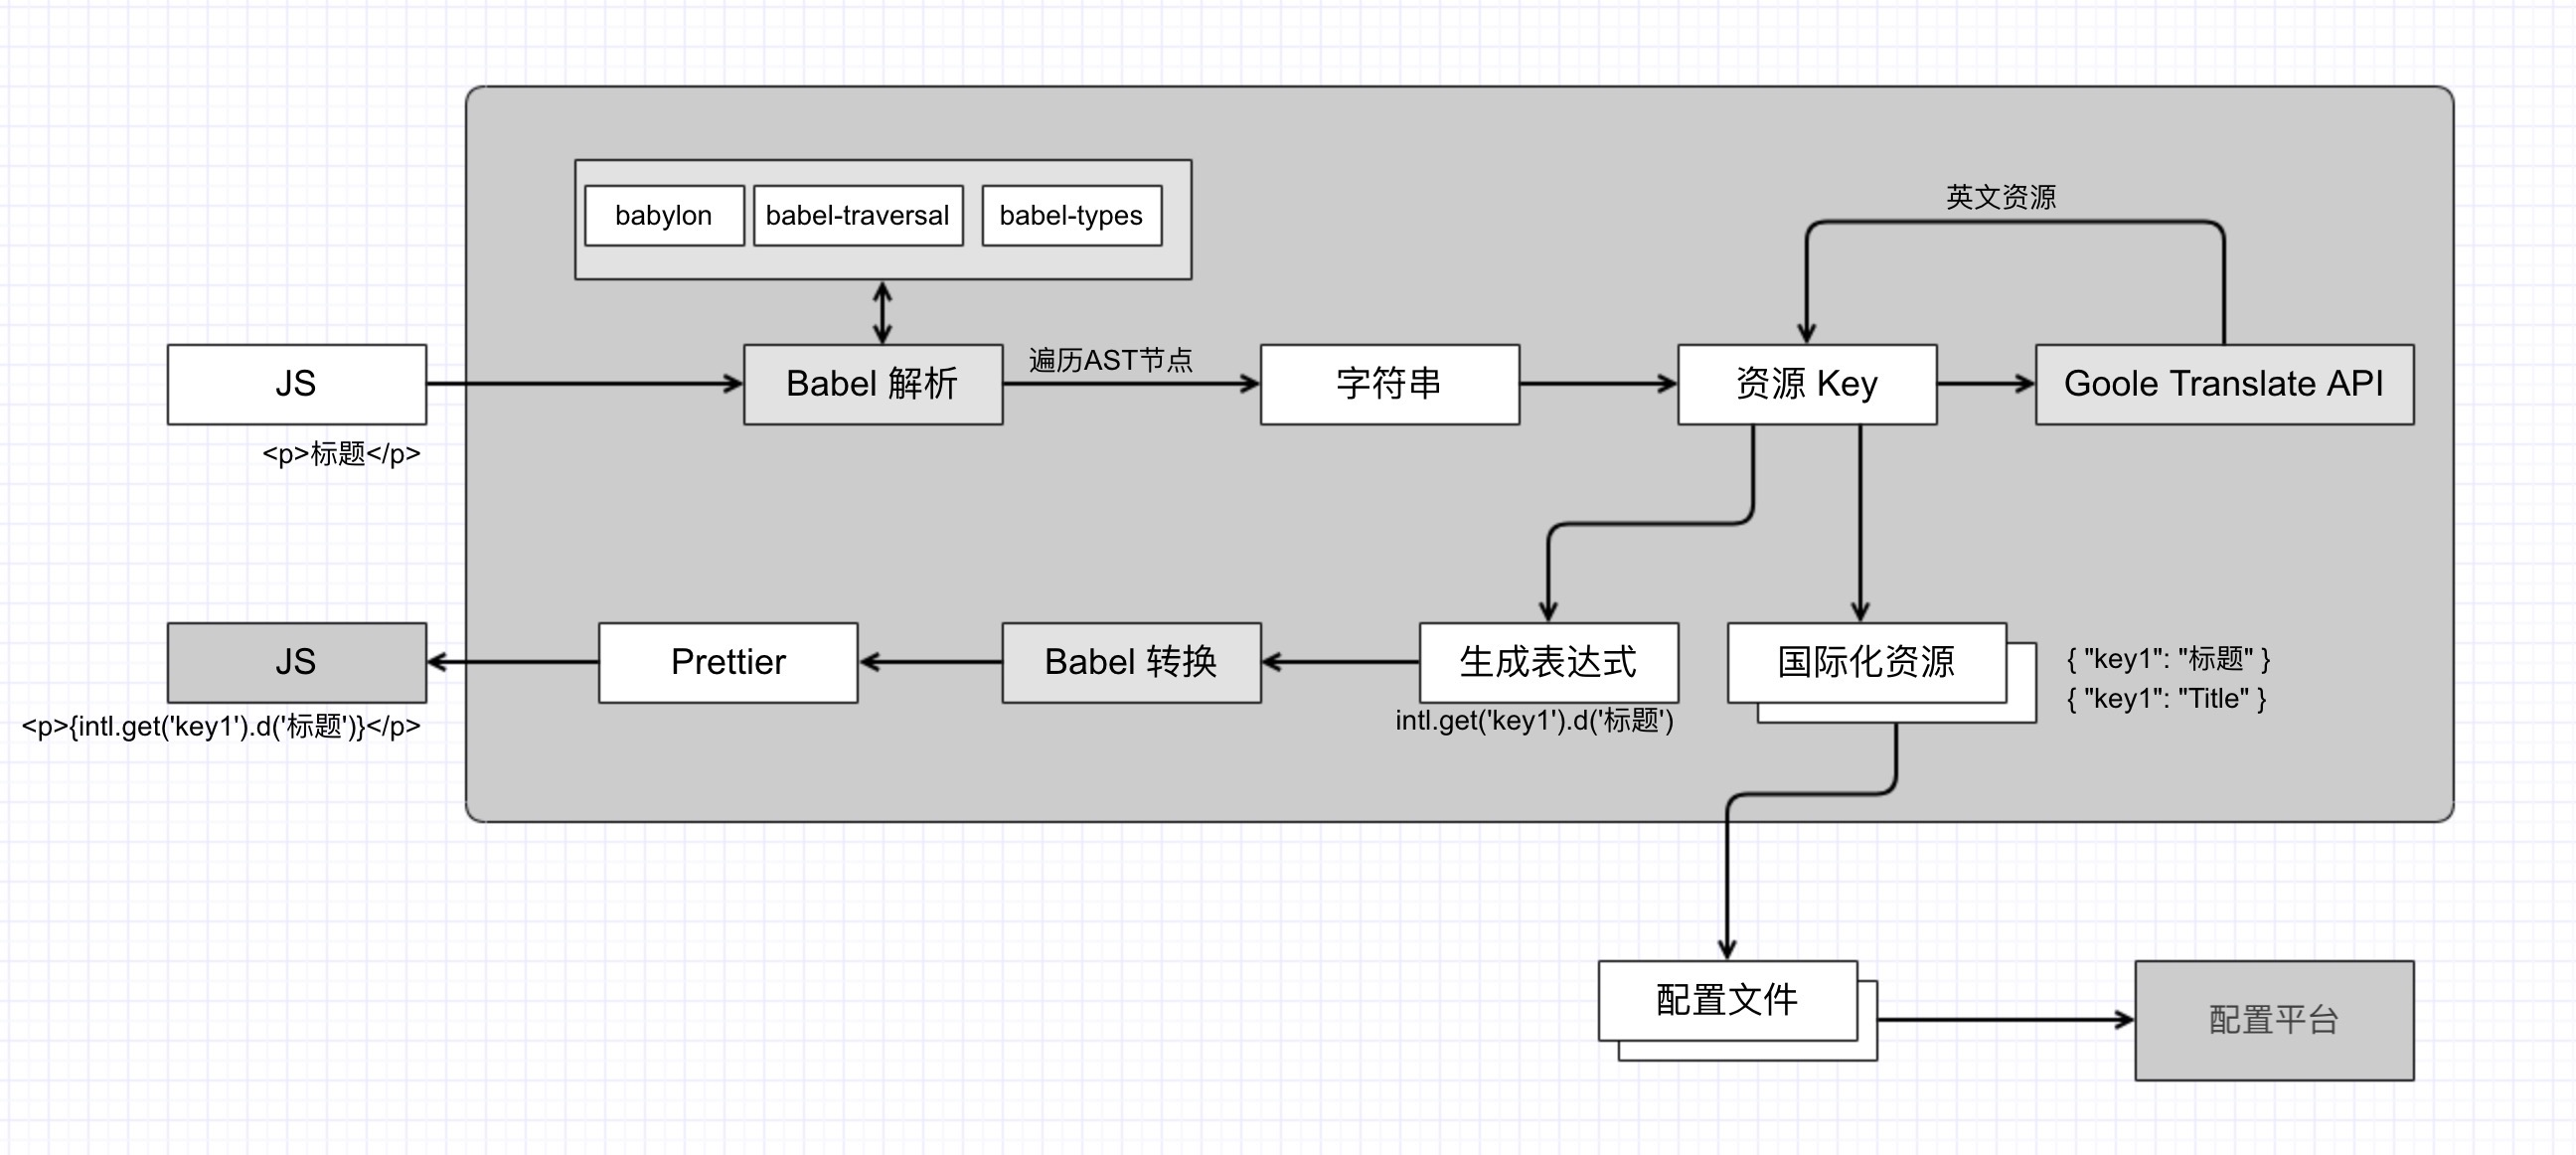 babylon
babel-traversal
babel-types
英文资源
JS
Babel 解析
遍历AST节点
字符串
资源 Key
Goole Translate API
<p>标题</p>
JS
Prettier
Babel 转换
生成表达式
国际化资源
{ "key1": "标题" }
{ "key1": "Title" }
<p>{intl.get('key1').d('标题')}</p>
intl.get('key1').d('标题')
配置文件
配置平台